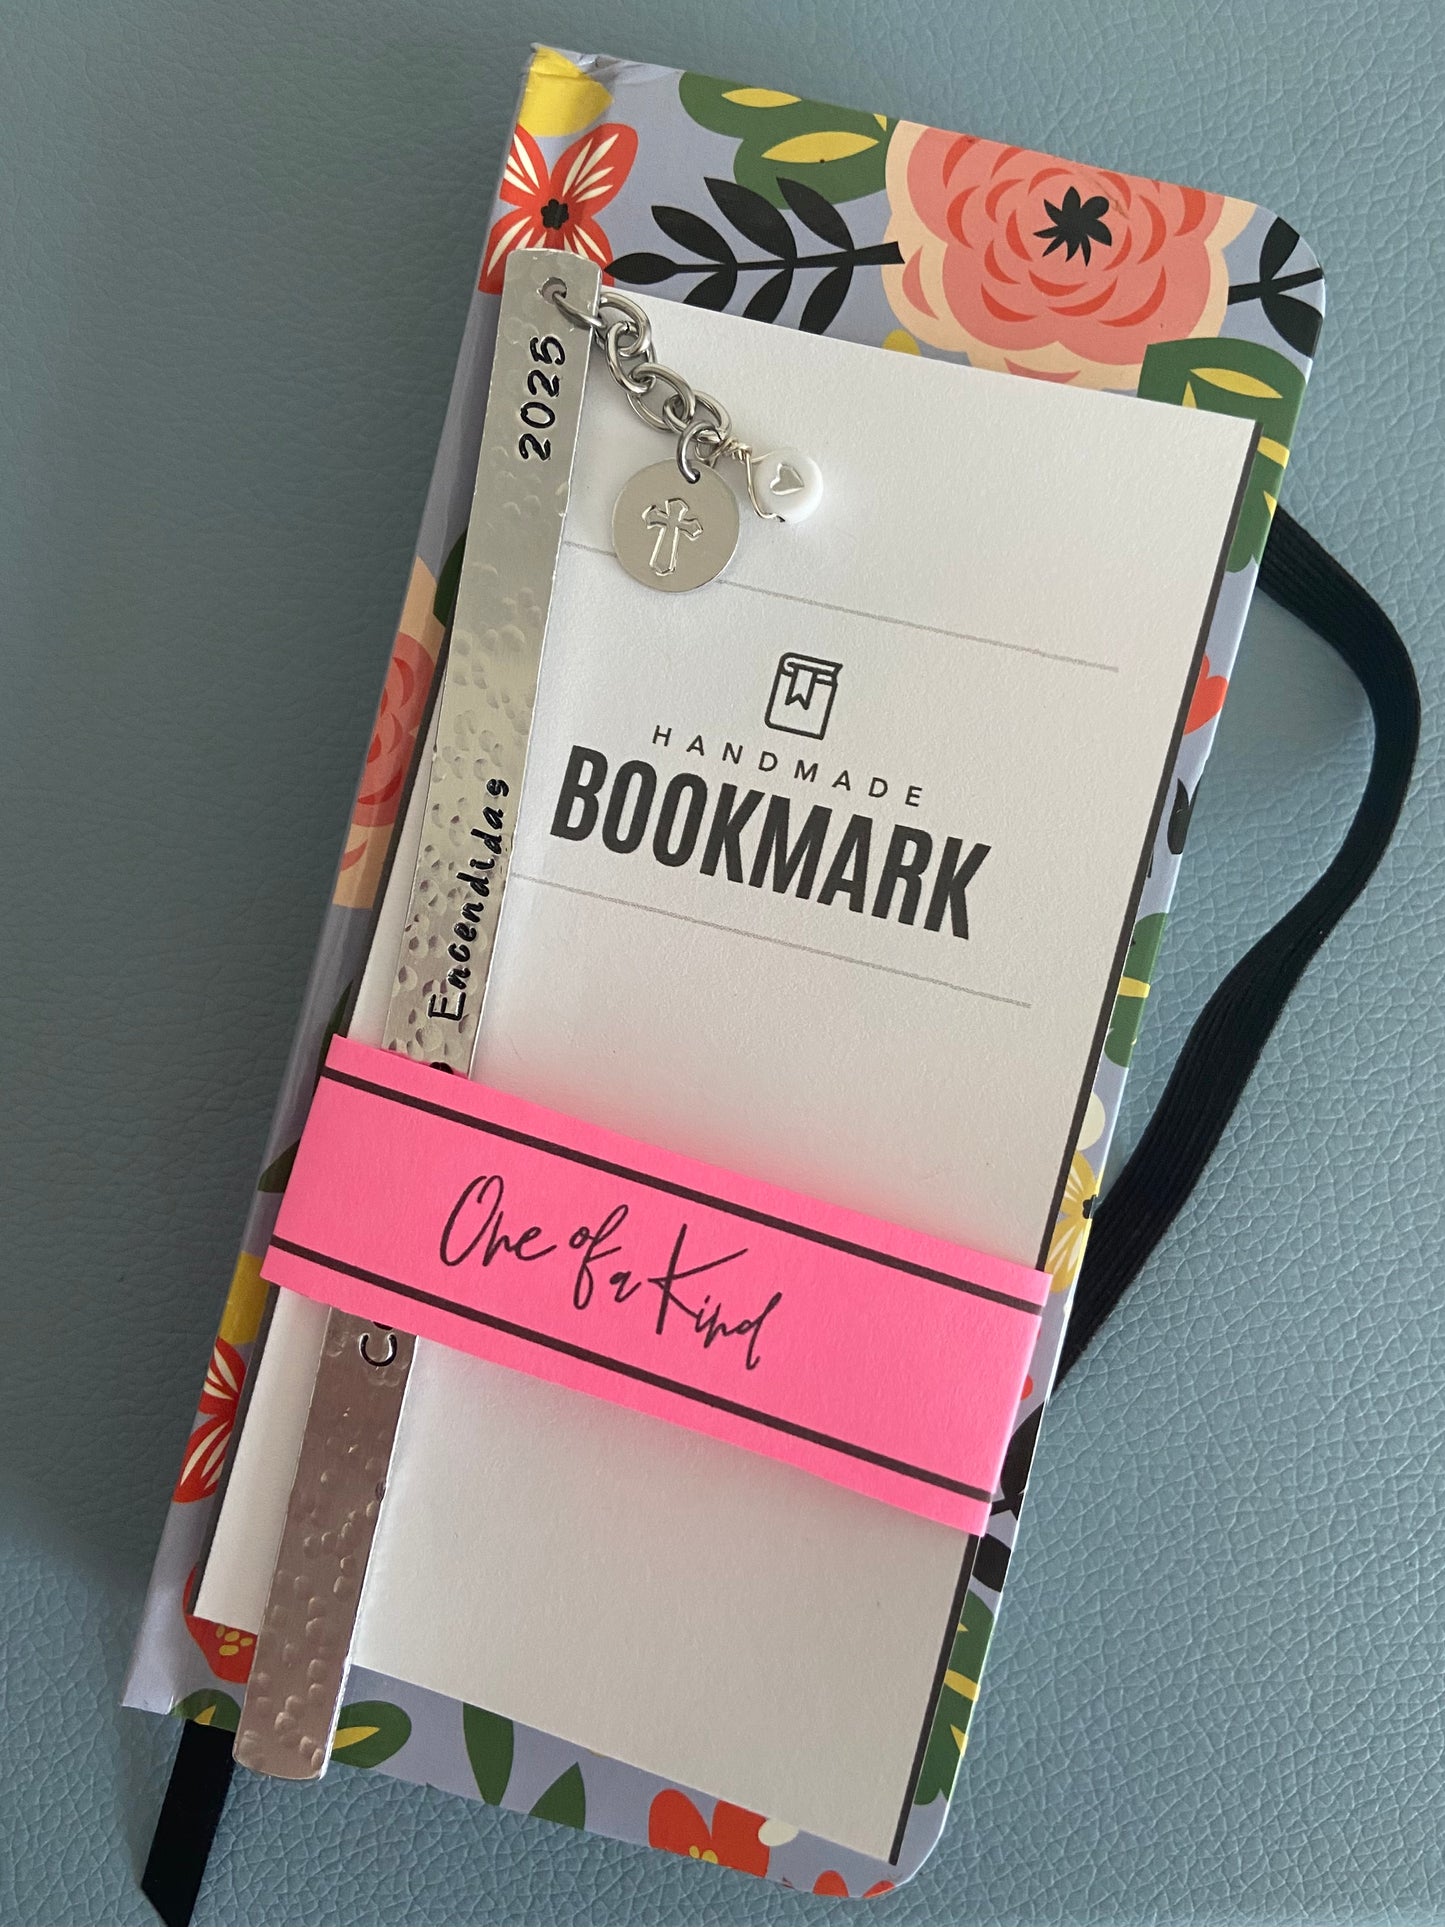 2025
Encendidas
HANDMADE
BOOKMARK
One of a Kind